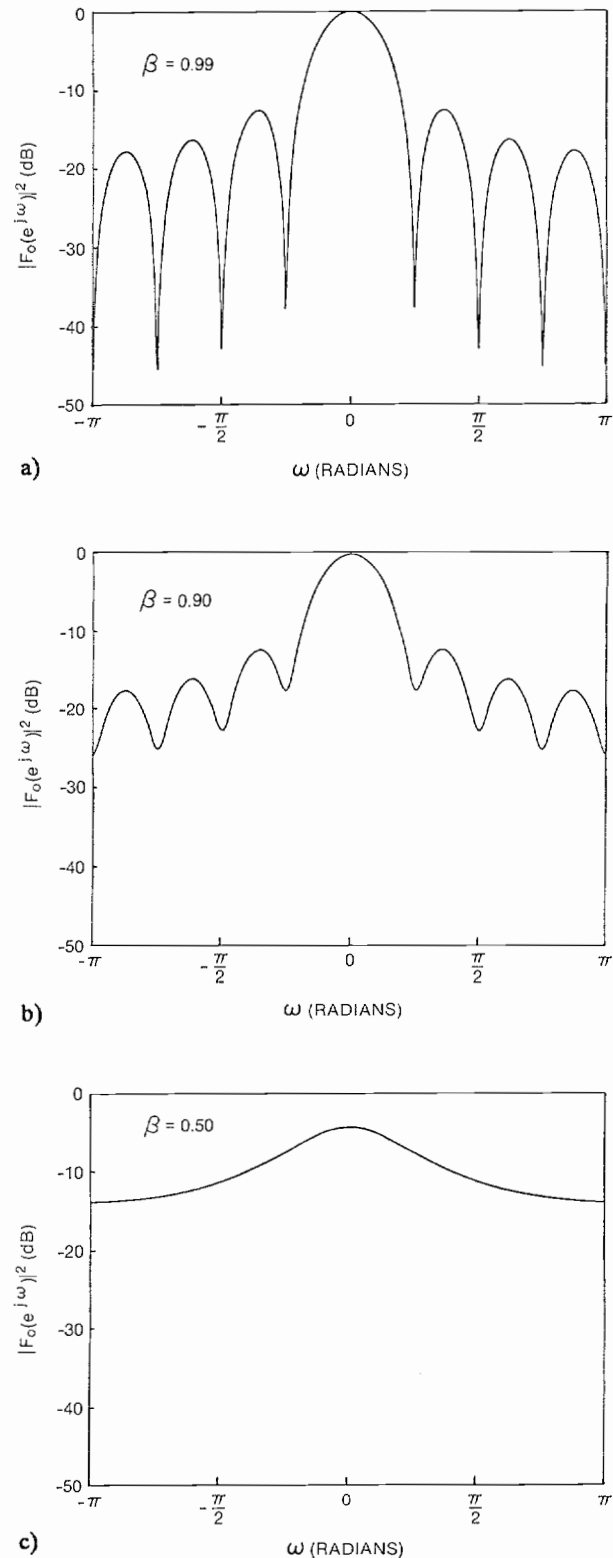 0
β = 0.99
-10
-20
-30
-40
-50
|F₀(e^jω)|² (dB)
-π
-π/2
0
π/2
π
a)
ω (RADIANS)
0
β = 0.90
-10
-20
-30
-40
-50
|F₀(e^jω)|² (dB)
-π
-π/2
0
π/2
π
b)
ω (RADIANS)
0
β = 0.50
-10
-20
-30
-40
-50
|F₀(e^jω)|² (dB)
-π
-π/2
0
π/2
π
c)
ω (RADIANS)